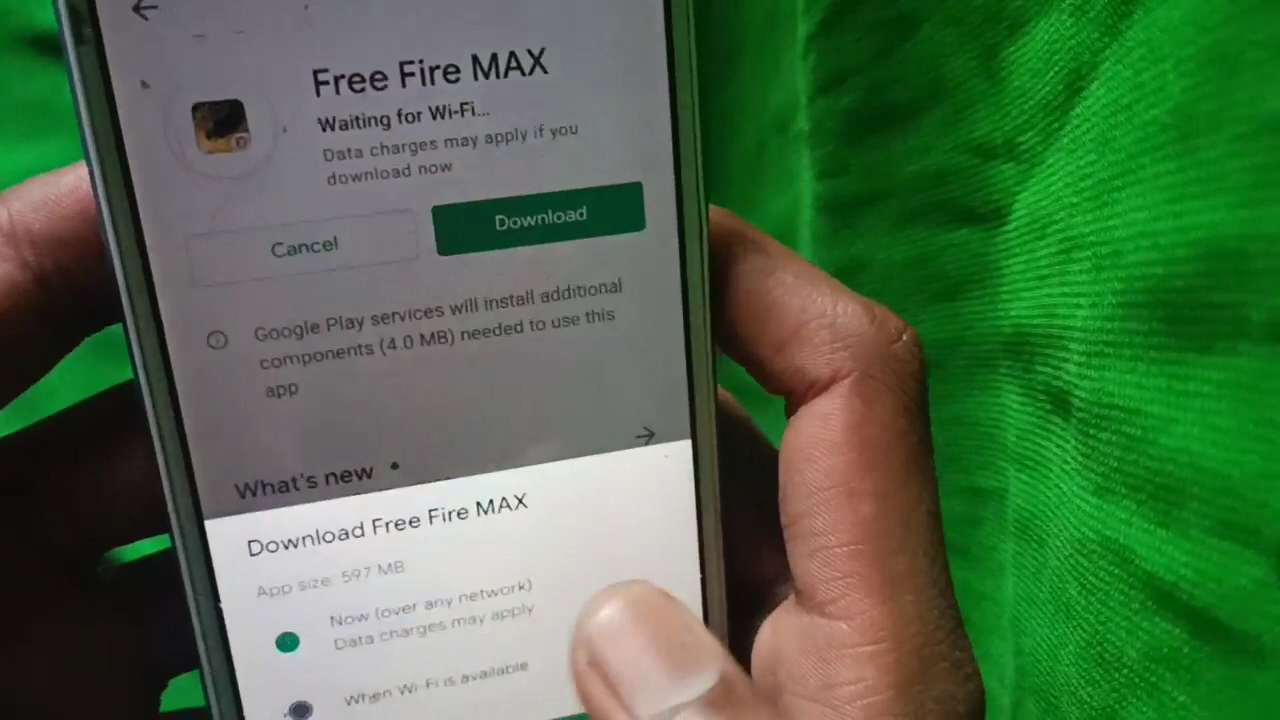 Free Fire MAX
Waiting for Wi-Fi...
Data charges may apply if you
download now
Cancel
Download
Google Play services will install additional
components (4.0 MB) needed to use this
app
What's new
Download Free Fire MAX
App size: 597 MB
Now (over any network)
Data charges may apply
When Wi-Fi is available